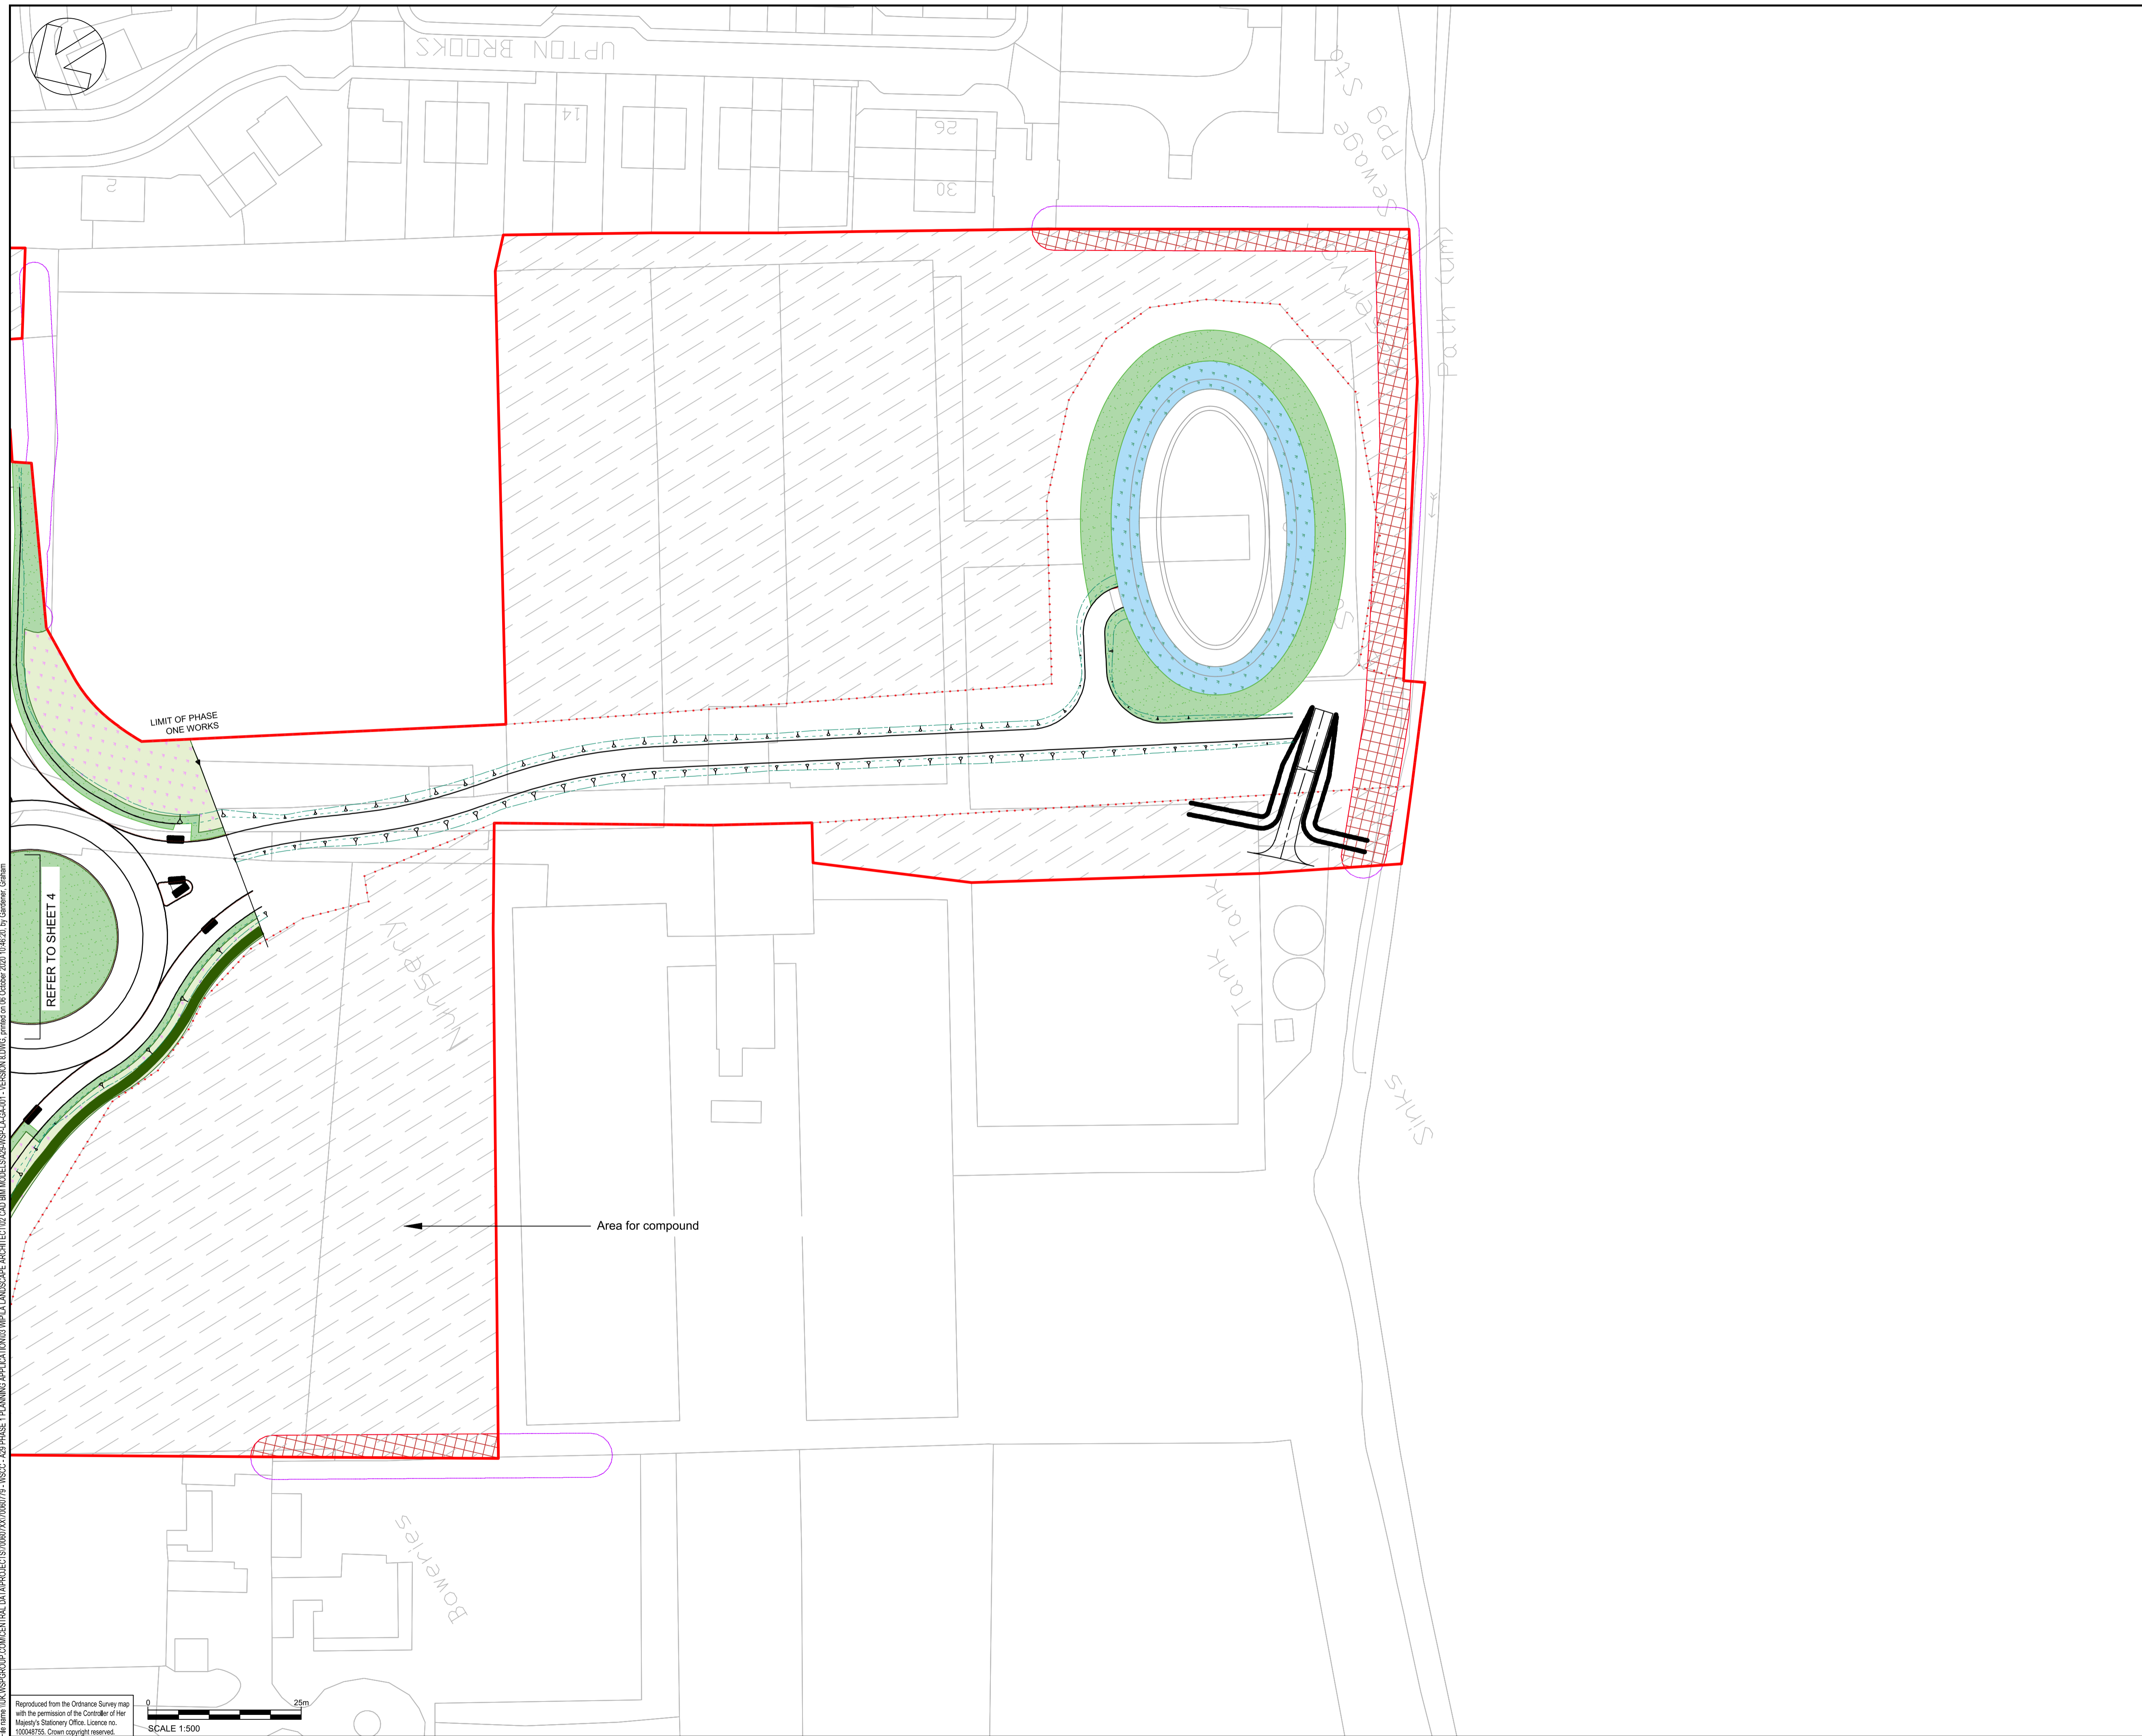 UPTON BROOKS
14
26
30
2
Sewage Ppg Sta
Path (um)
LIMIT OF PHASE
ONE WORKS
REFER TO SHEET 4
Nursery
Tank
Tank
Sinks
Area for compound
Boweries
Reproduced from the Ordnance Survey map
with the permission of the Controller of Her
Majesty's Stationery Office. Licence no.
100048755. Crown copyright reserved.
0
25m
SCALE 1:500